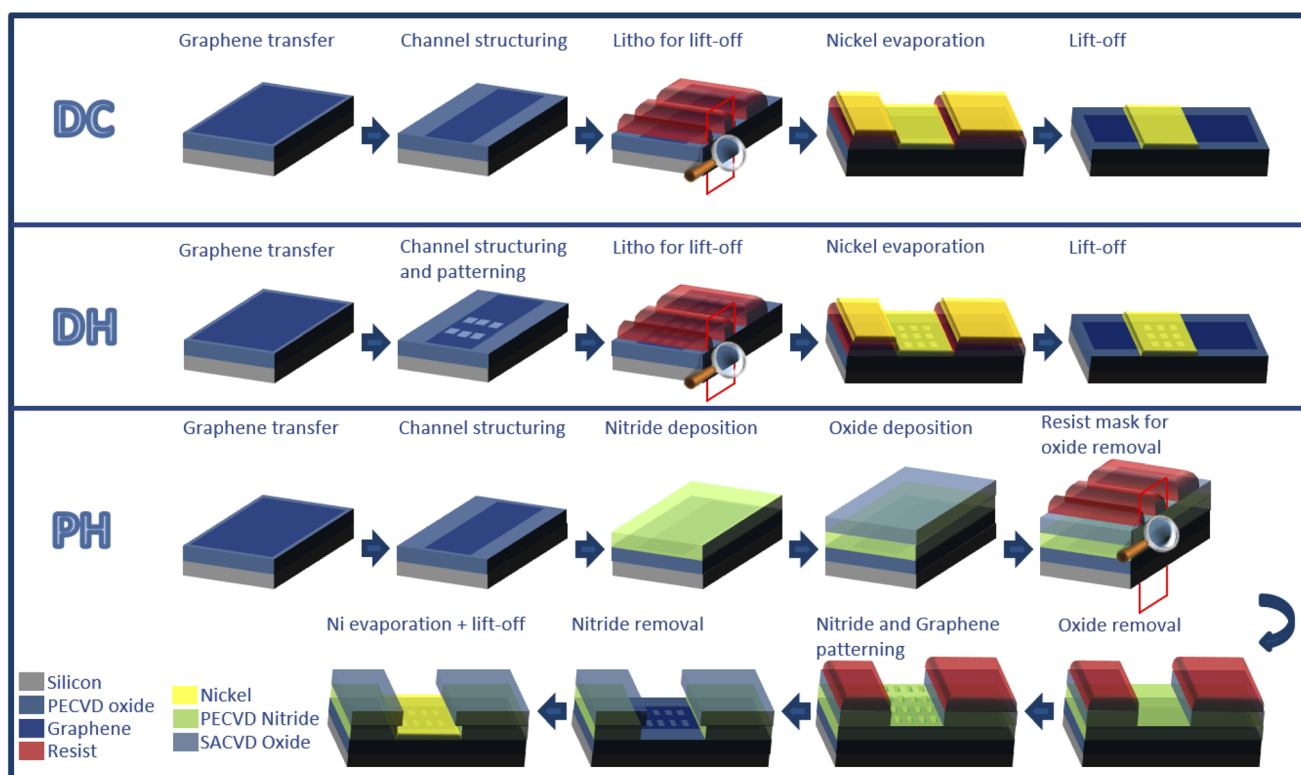 DC
Graphene transfer
Channel structuring
Litho for lift-off
Nickel evaporation
Lift-off
DH
Graphene transfer
Channel structuring
and patterning
Litho for lift-off
Nickel evaporation
Lift-off
PH
Graphene transfer
Channel structuring
Nitride deposition
Oxide deposition
Resist mask for
oxide removal
Ni evaporation + lift-off
Nitride removal
Nitride and Graphene
patterning
Oxide removal
Silicon
PECVD oxide
Graphene
Resist
Nickel
PECVD Nitride
SACVD Oxide